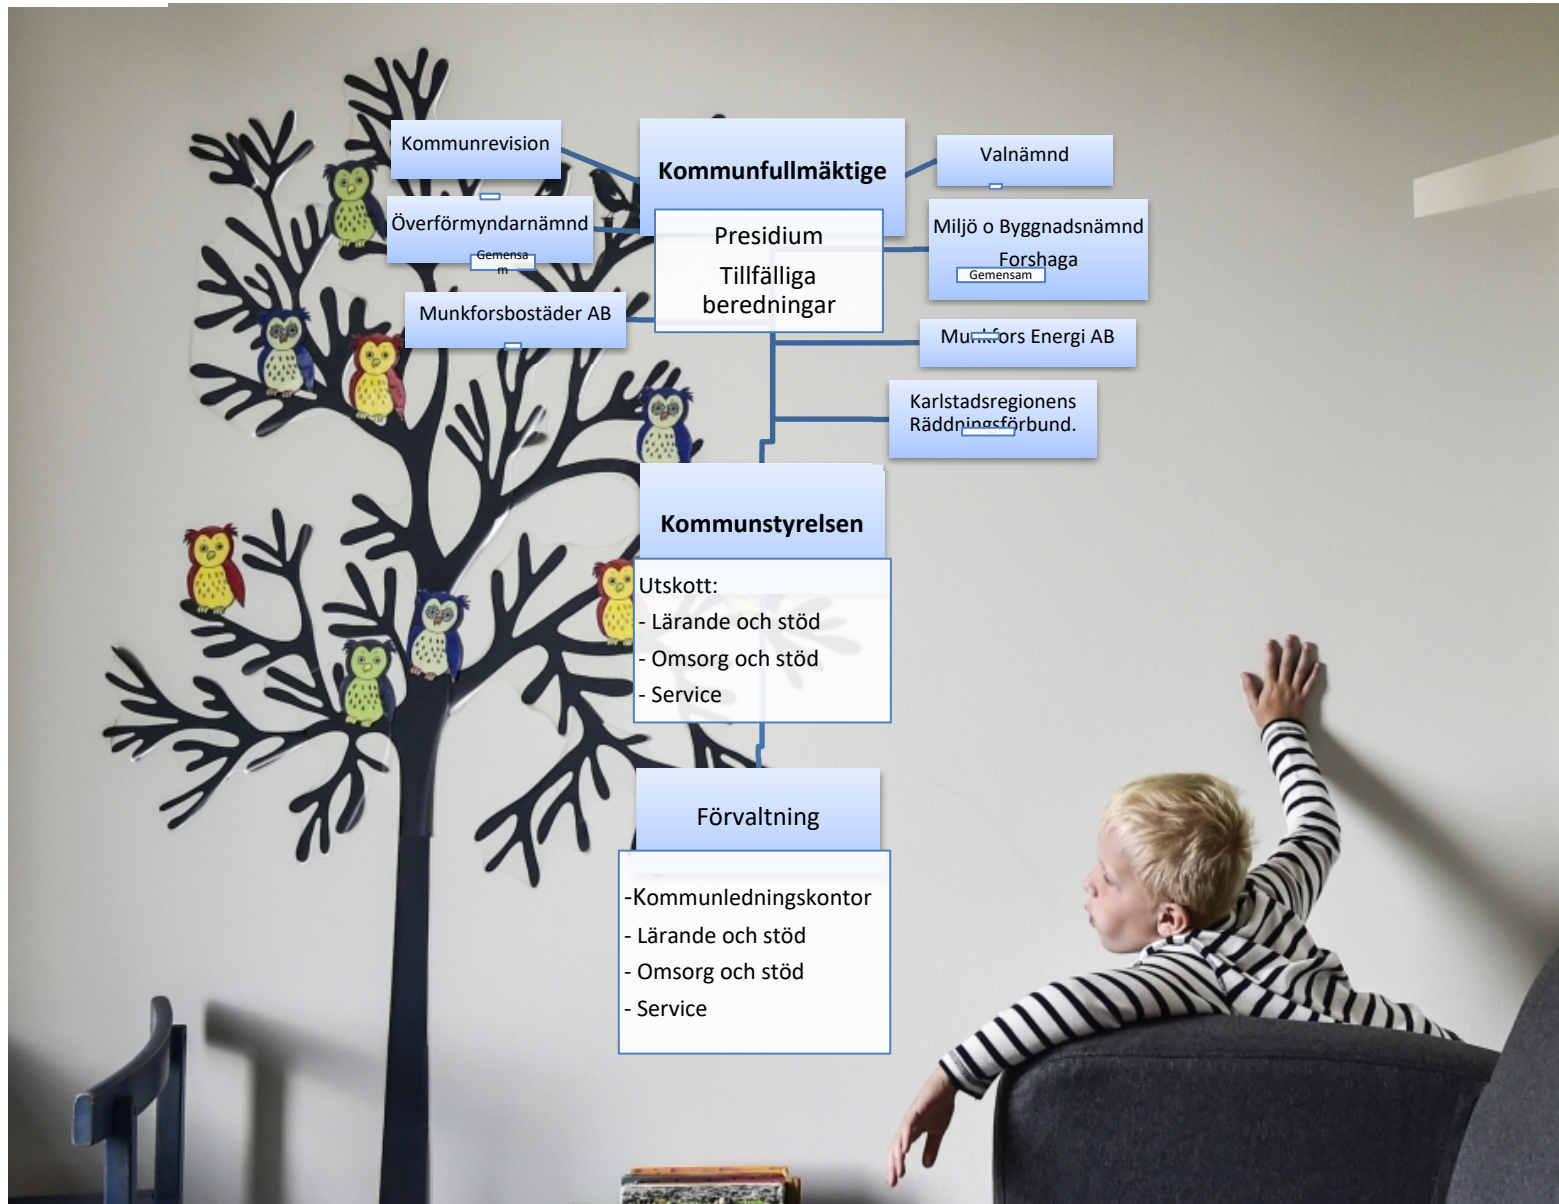 Kommunrevision
Kommunfullmäktige
Valnämnd
Överförmyndarnämnd
Gemensa
m
Presidium
Tillfälliga
beredningar
Miljö o Byggnadsnämnd
Forshaga
Gemensam
Munkforsbostäder AB
Munkfors Energi AB
Karlstadsregionens
Räddningsförbund.
Kommunstyrelsen
Utskott:
- Lärande och stöd
- Omsorg och stöd
- Service
Förvaltning
-Kommunledningskontor
- Lärande och stöd
- Omsorg och stöd
- Service